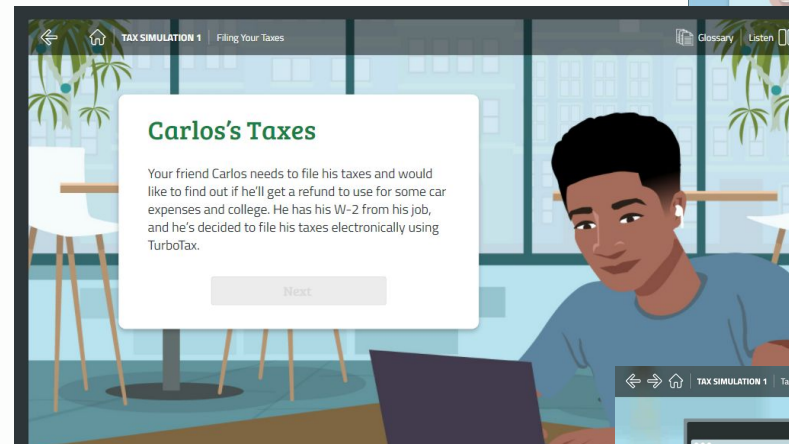 TAX SIMULATION 1 | Filing Your Taxes
Glossary | Listen
Carlos's Taxes
Your friend Carlos needs to file his taxes and would
like to find out if he'll get a refund to use for some car
expenses and college. He has his W-2 from his job,
and he's decided to file his taxes electronically using
TurboTax.
Next
TAX SIMULATION 1 | Ta